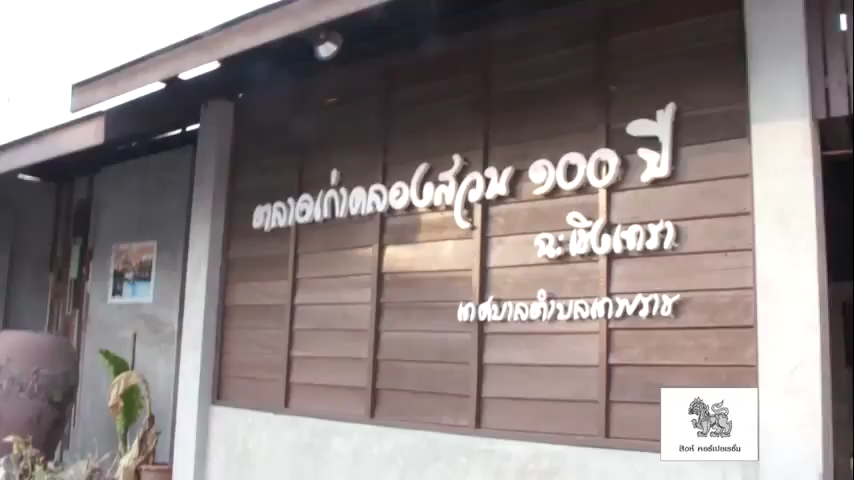 ตลาดเก่าคลองสวน ๑๐๐ ปี
ฉะเชิงเทรา
เทศบาลตำบลเทพราช
สิงห์ คอร์เปอเรชั่น